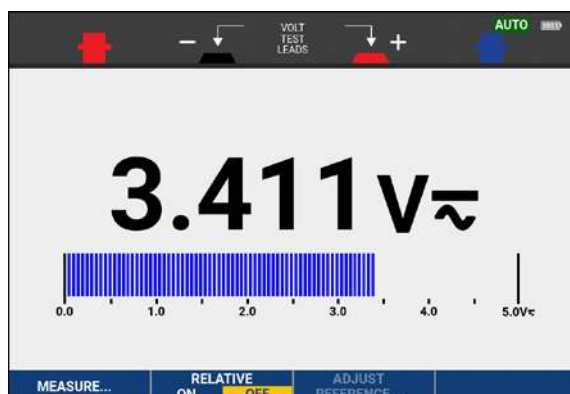 VOLT
TEST
LEADS
− +
AUTO
3.411 V
0.0 1.0 2.0 3.0 4.0 5.0V
MEASURE...
RELATIVE
ON OFF
ADJUST
REFERENCE...